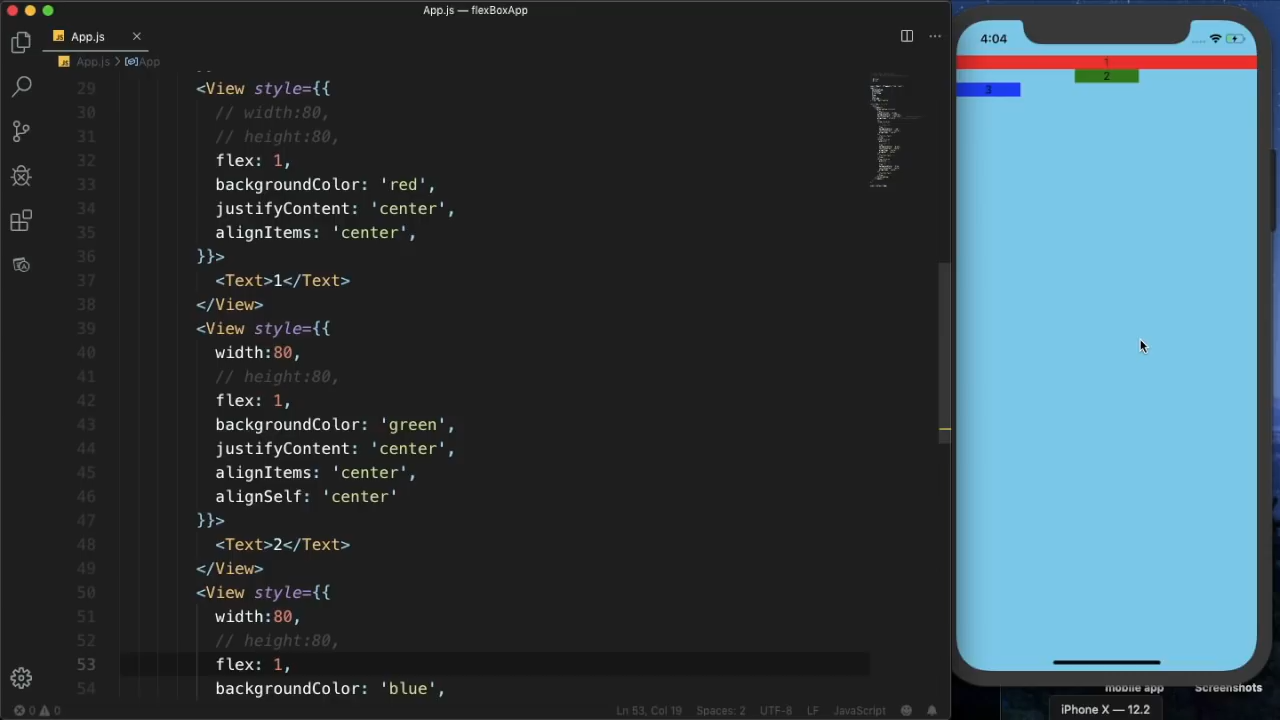 App.js — flexBoxApp
App.js
App.js > App
29 <View style={{
30 // width:80,
31 // height:80,
32 flex: 1,
33 backgroundColor: 'red',
34 justifyContent: 'center',
35 alignItems: 'center',
36 }}>
37 <Text>1</Text>
38 </View>
39 <View style={{
40 width:80,
41 // height:80,
42 flex: 1,
43 backgroundColor: 'green',
44 justifyContent: 'center',
45 alignItems: 'center',
46 alignSelf: 'center'
47 }}>
48 <Text>2</Text>
49 </View>
50 <View style={{
51 width:80,
52 // height:80,
53 flex: 1,
54 backgroundColor: 'blue',
0 0
Ln 53, Col 19 Spaces: 2 UTF-8 LF JavaScript
4:04
1
2
3
mobile app Screenshots
iPhone X — 12.2